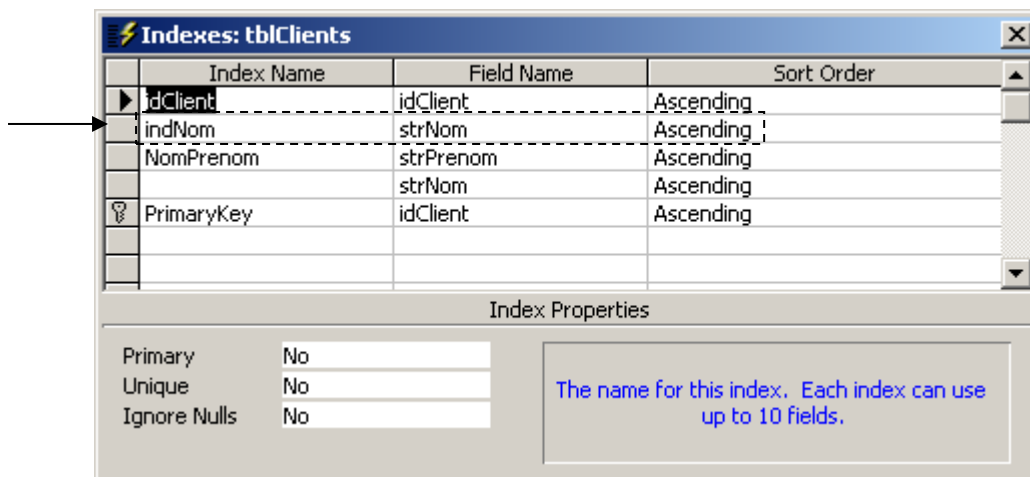 Indexes: tblClients
Index Name Field Name Sort Order
idClient idClient Ascending
indNom strNom Ascending
NomPrenom strPrenom Ascending
strNom Ascending
PrimaryKey idClient Ascending
Index Properties
Primary No
Unique No
Ignore Nulls No
The name for this index. Each index can use
up to 10 fields.